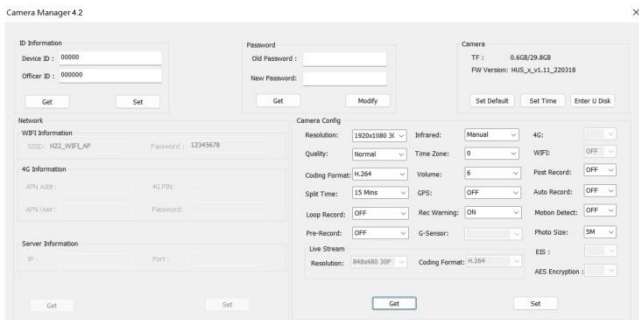 Camera Manager 4.2
ID Information
Device ID : 00000
Officer ID : 000000
Get Set
Password
Old Password :
New Password:
Get Modify
Camera
TF : 0.6GB/29.8GB
FW Version: HUS_x_v1.11_220318
Set Default Set Time Enter U Disk
Network
WIFI Information
SSID: H22_WIFI_AP Password : 12345678
4G Information
APN Addr: 4G PIN:
APN User: Password:
Server Information
IP : Port :
Get Set
Camera Config
Resolution: 1920x1080 30 Infrared: Manual 4G:
Quality: Normal Time Zone: 0 WIFI: OFF
Coding Format: H.264 Volume: 6 Post Record: OFF
Split Time: 15 Mins GPS: OFF Auto Record: OFF
Loop Record: OFF Rec Warning: ON Motion Detect: OFF
Pre-Record: OFF G-Sensor: Photo Size: 5M
Live Stream
Resolution: 848x480 30P Coding Format: H.264
EIS :
AES Encryption :
Get Set